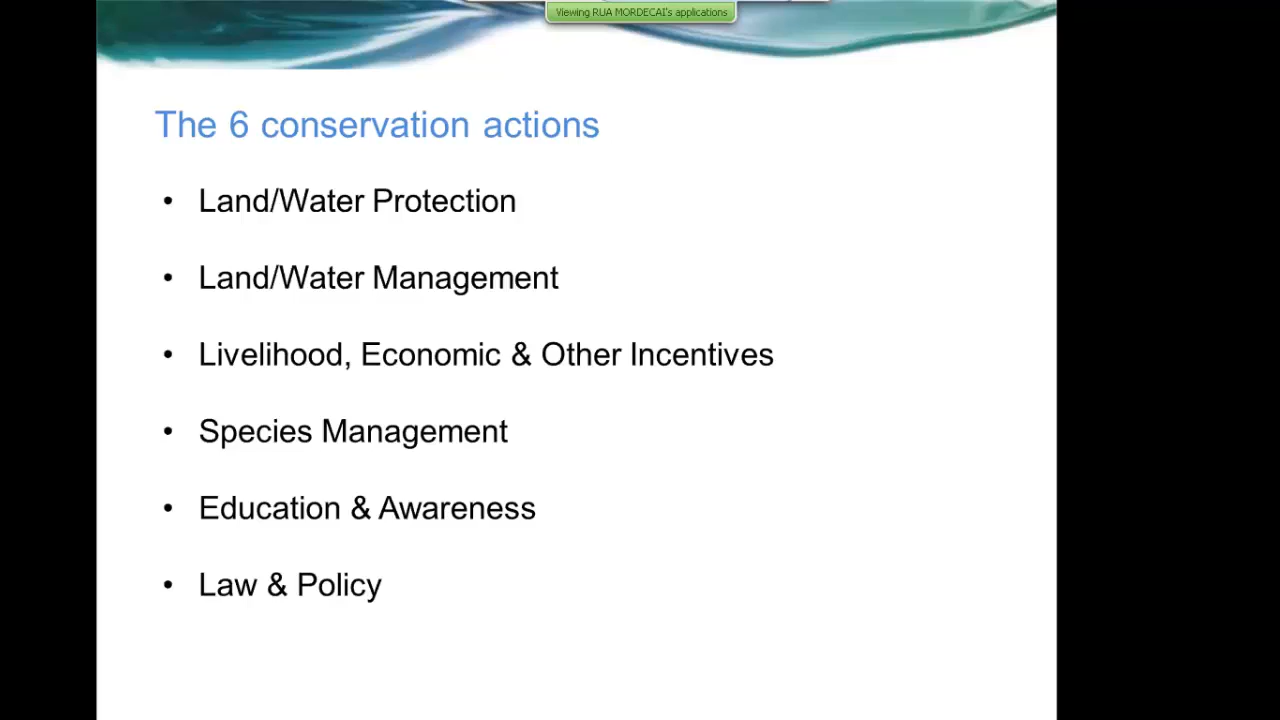 Viewing RUA MORDECAI's applications
The 6 conservation actions
• Land/Water Protection
• Land/Water Management
• Livelihood, Economic & Other Incentives
• Species Management
• Education & Awareness
• Law & Policy